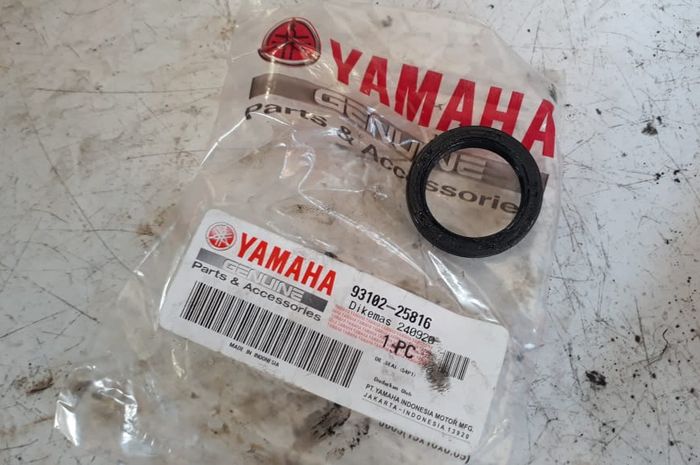 YAMAHA
GENUINE
Parts & Accessories
YAMAHA
GENUINE
Parts & Accessories
MADE IN INDONESIA
93102-25816
Dikemas 240920
1 PC
PT. YAMAHA INDONESIA MOTOR MFG.
JAKARTA-INDONESIA 13920